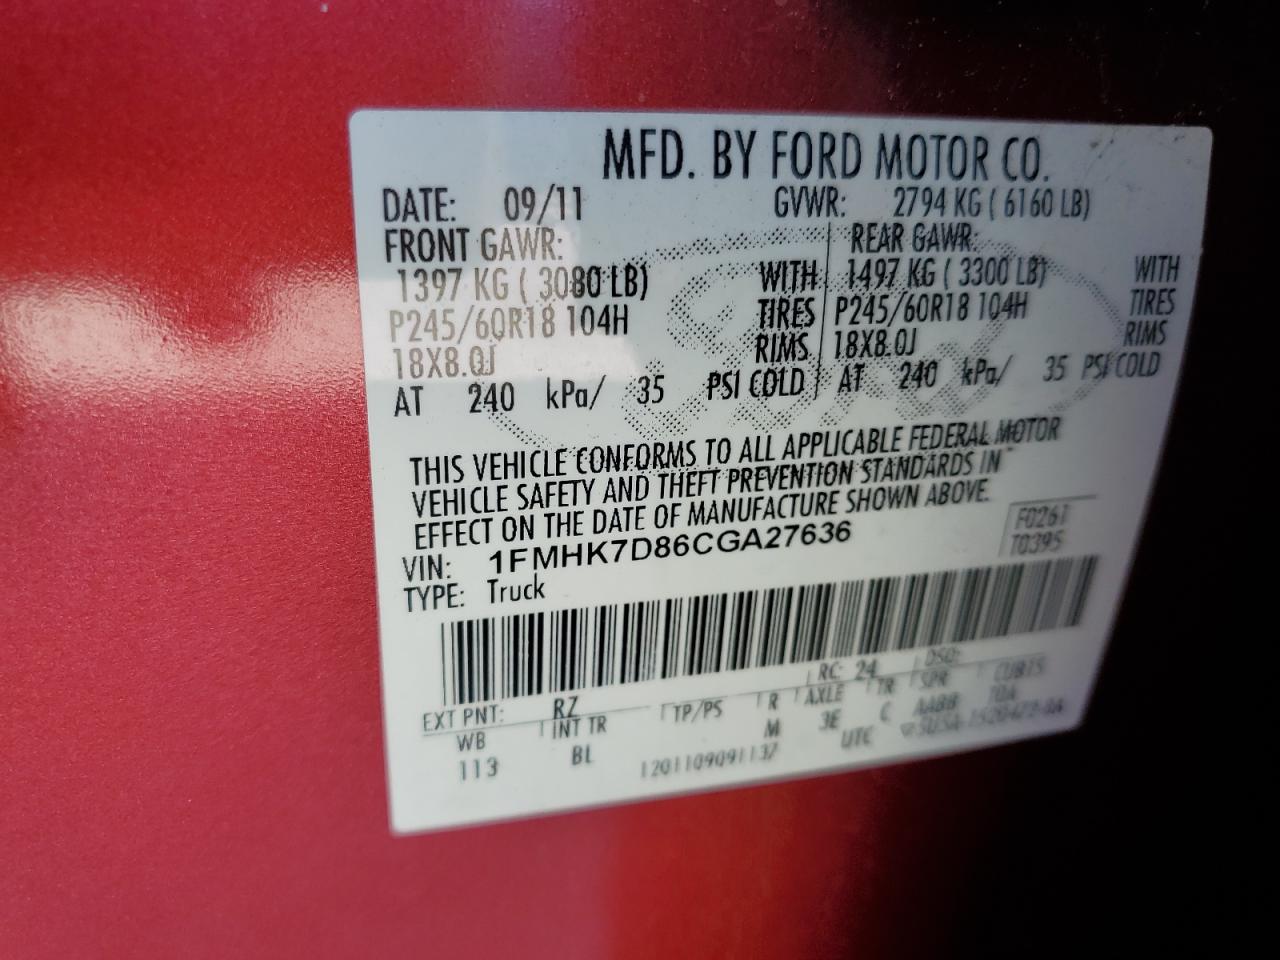 MFD. BY FORD MOTOR CO.
DATE: 09/11 GVWR: 2794 KG ( 6160 LB)
FRONT GAWR: REAR GAWR:
1397 KG ( 3080 LB) WITH 1497 KG ( 3300 LB) WITH
P245/60R18 104H TIRES P245/60R18 104H TIRES
18X8.0J RIMS 18X8.0J RIMS
AT 240 kPa/ 35 PSI COLD AT 240 kPa/ 35 PSI COLD
THIS VEHICLE CONFORMS TO ALL APPLICABLE FEDERAL MOTOR
VEHICLE SAFETY AND THEFT PREVENTION STANDARDS IN
EFFECT ON THE DATE OF MANUFACTURE SHOWN ABOVE.
VIN: 1FMHK7D86CGA27636 F0261
TYPE: Truck T0395
EXT PNT: RZ RC: 24 DSO:
WB INT TR TP/PS R AXLE TR SPR
113 BL M 3E C AABB
UTC